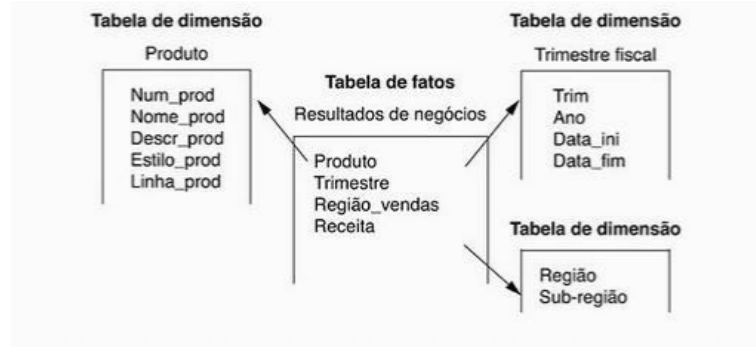 Tabela de dimensão
Produto
Num_prod
Nome_prod
Descr_prod
Estilo_prod
Linha_prod
Tabela de fatos
Resultados de negócios
Produto
Trimestre
Região_vendas
Receita
Tabela de dimensão
Trimestre fiscal
Trim
Ano
Data_ini
Data_fim
Tabela de dimensão
Região
Sub-região